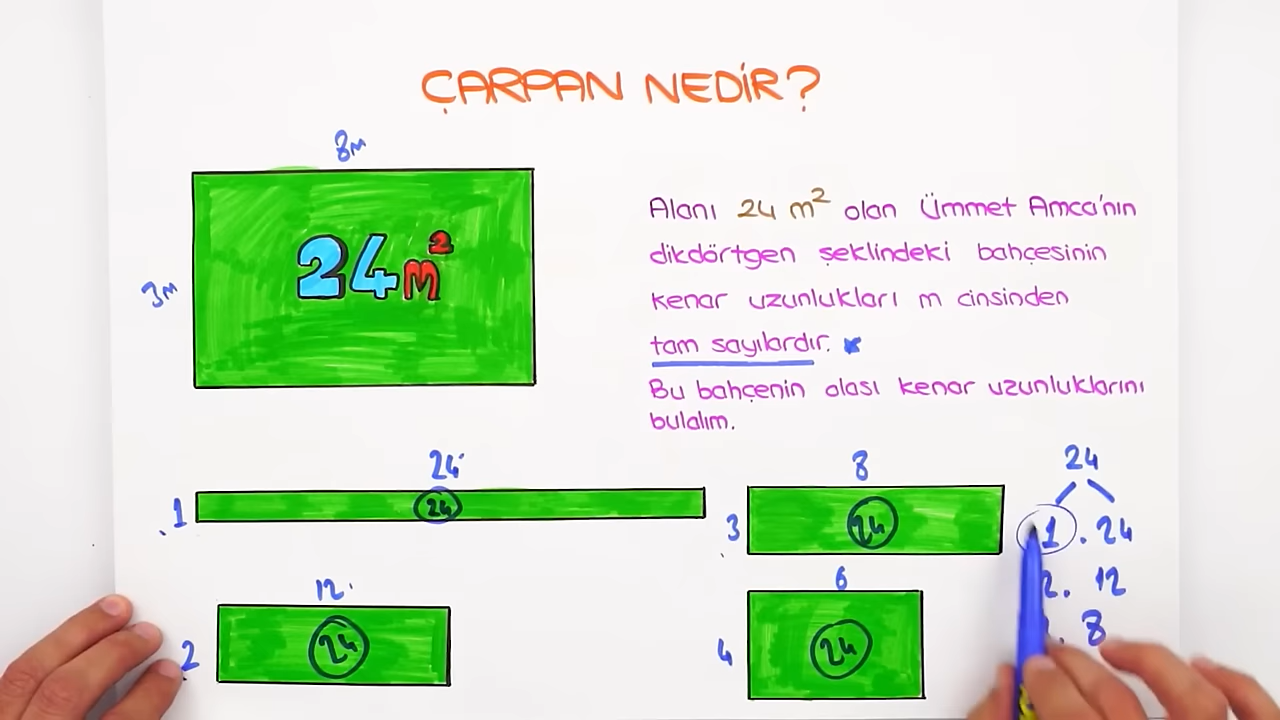 ÇARPAN NEDİR?
8m
3m
24m²
Alanı 24 m² olan Ümmet Amca'nın
dikdörtgen şeklindeki bahçesinin
kenar uzunlukları m cinsinden
tam sayılardır.
Bu bahçenin olası kenar uzunluklarını
bulalım.
24
1
24
12
2
24
8
3
24
6
4
24
24
1 . 24
2 . 12
8